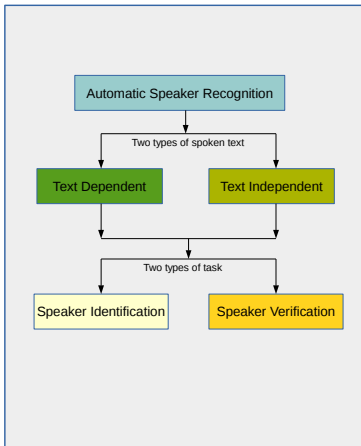 Automatic Speaker Recognition
Two types of spoken text
Text Dependent
Text Independent
Two types of task
Speaker Identification
Speaker Verification